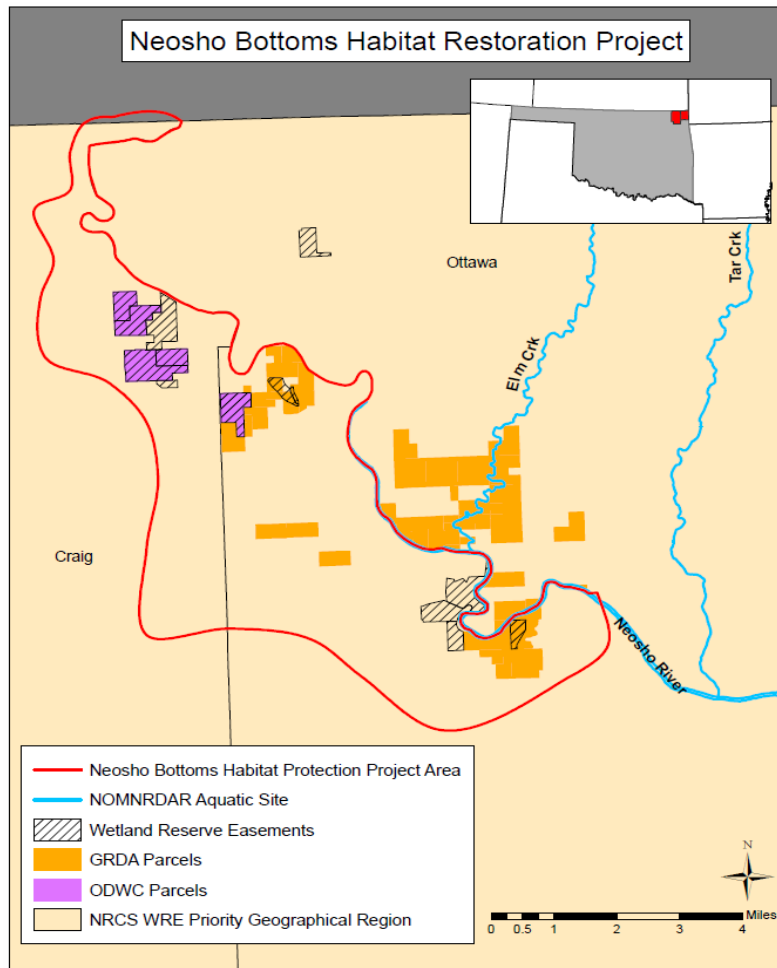 Neosho Bottoms Habitat Restoration Project
Ottawa
Tar Crk
Elm Crk
Craig
Neosho River
Neosho Bottoms Habitat Protection Project Area
NOMNRDAR Aquatic Site
Wetland Reserve Easements
GRDA Parcels
ODWC Parcels
NRCS WRE Priority Geographical Region
N
Miles
0 0.5 1 2 3 4